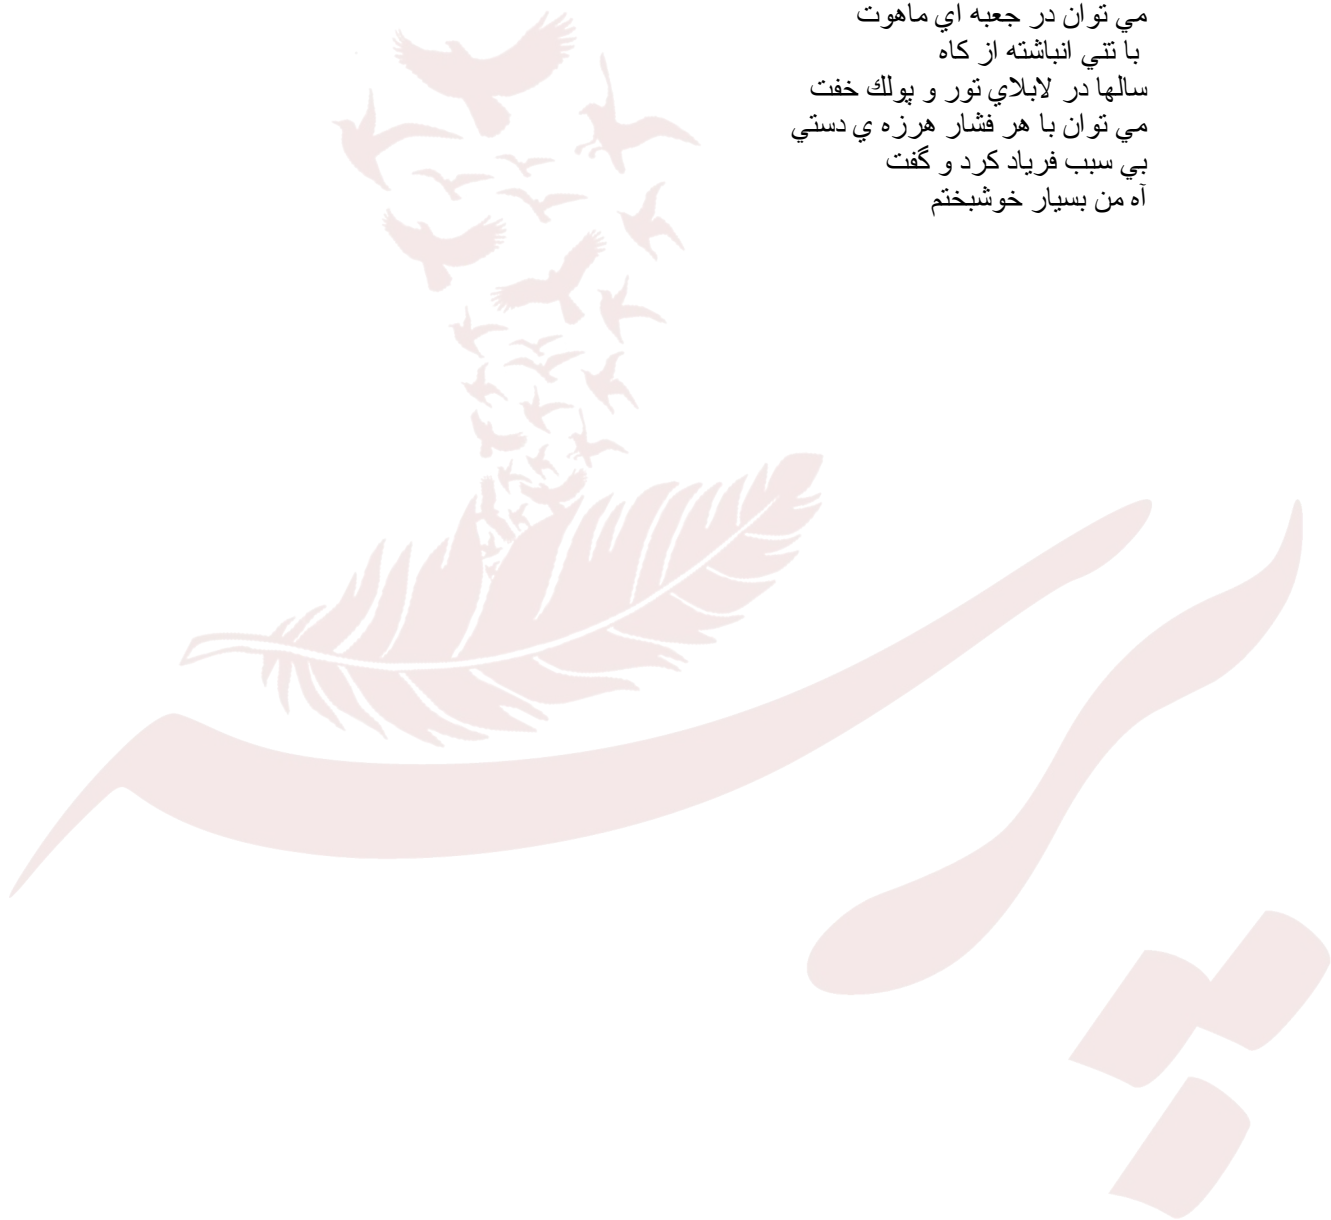 مي توان در جعبه اي ماهوت
با تني انباشته از كاه
سالها در لابلاي تور و پولك خفت
مي توان با هر فشار هرزه ي دستي
بي سبب فرياد كرد و گفت
آه من بسيار خوشبختم
پرس